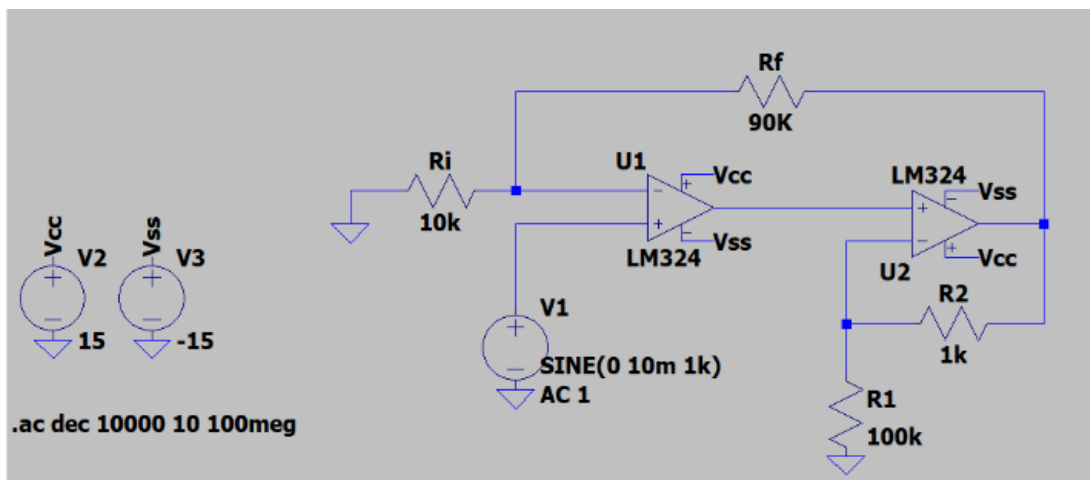 Rf
90K
Ri
10k
U1
Vcc
Vss
LM324
LM324
Vss
Vcc
U2
Vcc
V2
15
Vss
V3
-15
V1
SINE(0 10m 1k)
AC 1
R2
1k
R1
100k
.ac dec 10000 10 100meg